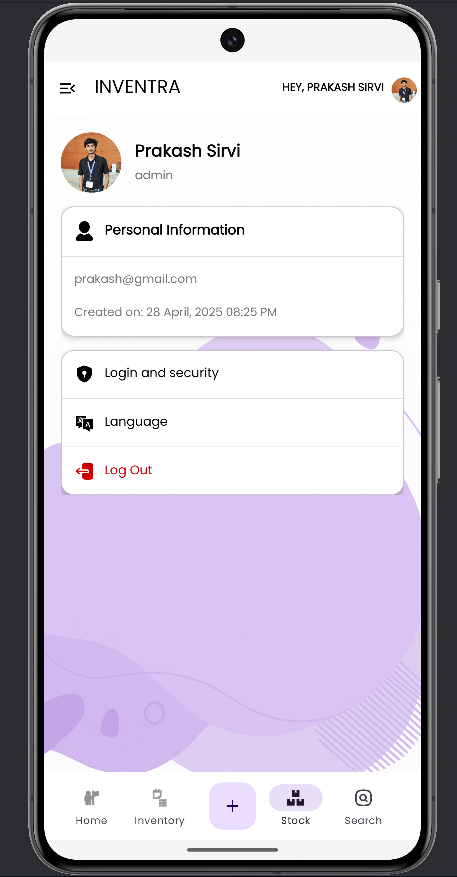 INVENTRA
HEY, PRAKASH SIRVI
Prakash Sirvi
admin
Personal Information
prakash@gmail.com
Created on: 28 April, 2025 08:25 PM
Login and security
Language
Log Out
Home
Inventory
+
Stock
Search